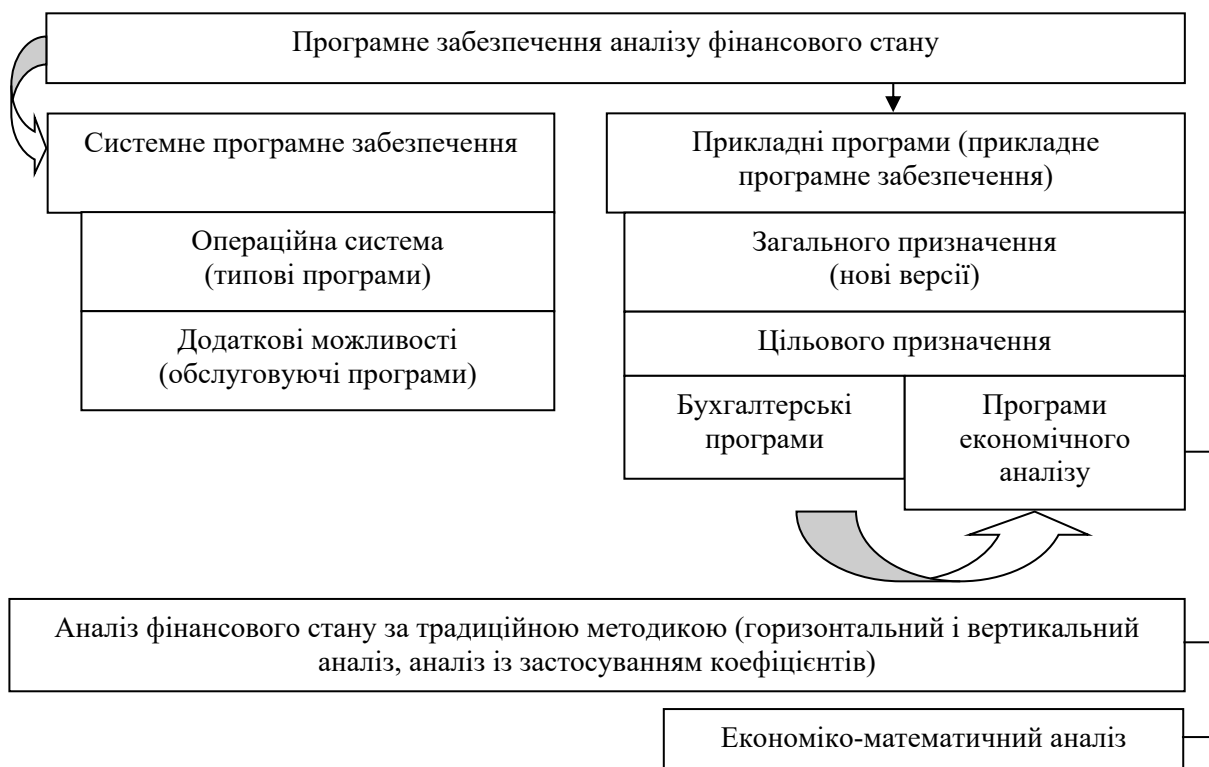 Програмне забезпечення аналізу фінансового стану
Системне програмне забезпечення
Прикладні програми (прикладне
програмне забезпечення)
Операційна система
(типові програми)
Загального призначення
(нові версії)
Додаткові можливості
(обслуговуючі програми)
Цільового призначення
Бухгалтерські
програми
Програми
економічного
аналізу
Аналіз фінансового стану за традиційною методикою (горизонтальний і вертикальний
аналіз, аналіз із застосуванням коефіцієнтів)
Економіко-математичний аналіз